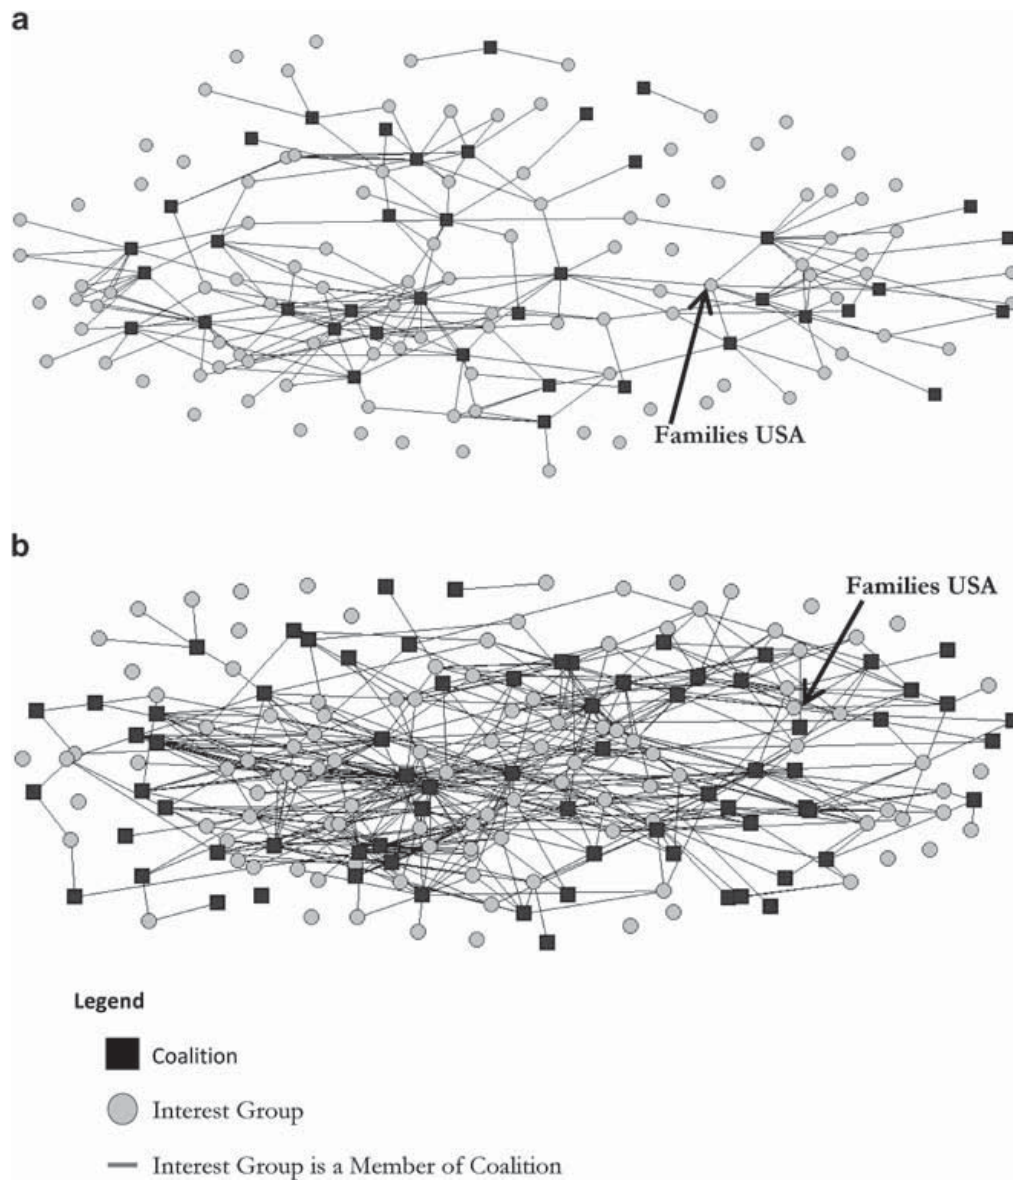 a
Families USA
b
Families USA
Legend
Coalition
Interest Group
Interest Group is a Member of Coalition